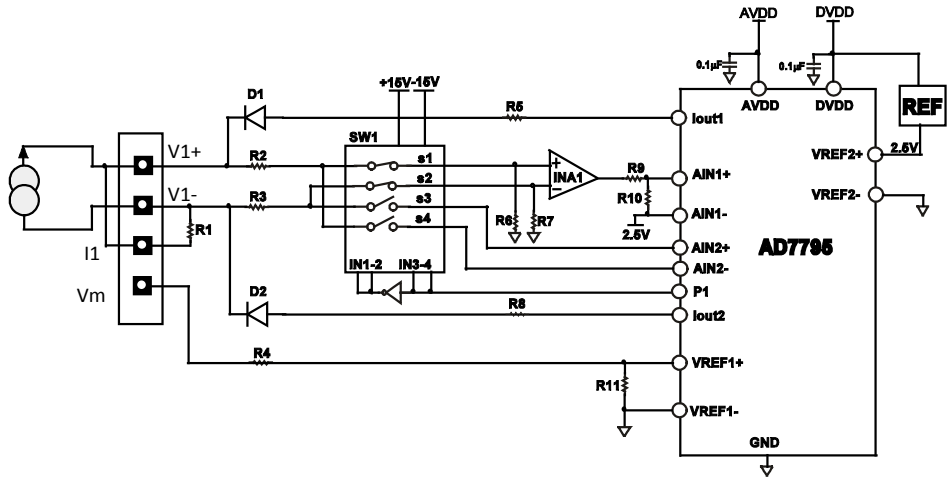 AVDD DVDD
0.1µF 0.1µF
+15V -15V
REF
AVDD DVDD
D1
R5
Iout1
SW1
V1+
R2
s1
VREF2+
2.5V
INA1
R9
AIN1+
s2
V1-
R3
s3
R10
VREF2-
R1
s4
R6
R7
AIN1-
2.5V
I1
AIN2+
AD7795
IN1-2 IN3-4
AIN2-
Vm
P1
D2
R8
Iout2
R4
VREF1+
R11
VREF1-
GND